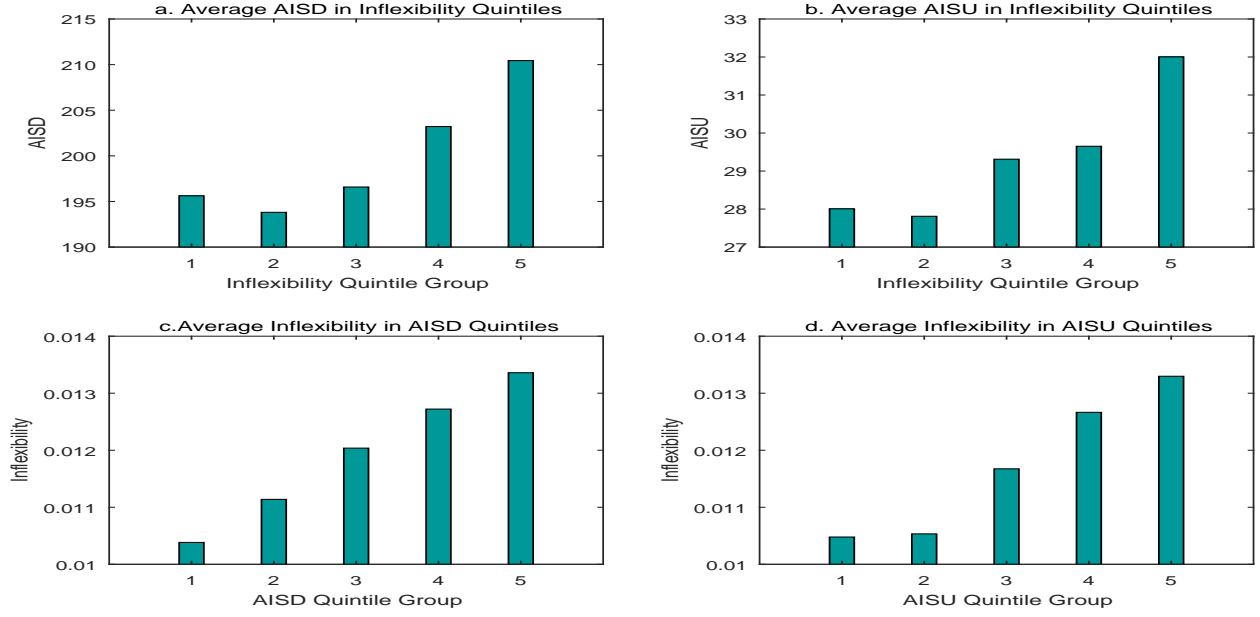 a. Average AISD in Inflexibility Quintiles
215
210
205
200
195
190
AISD
1 2 3 4 5
Inflexibility Quintile Group
b. Average AISU in Inflexibility Quintiles
33
32
31
30
29
28
27
AISU
1 2 3 4 5
Inflexibility Quintile Group
c.Average Inflexibility in AISD Quintiles
0.014
0.013
0.012
0.011
0.01
Inflexibility
1 2 3 4 5
AISD Quintile Group
d. Average Inflexibility in AISU Quintiles
0.014
0.013
0.012
0.011
0.01
Inflexibility
1 2 3 4 5
AISU Quintile Group